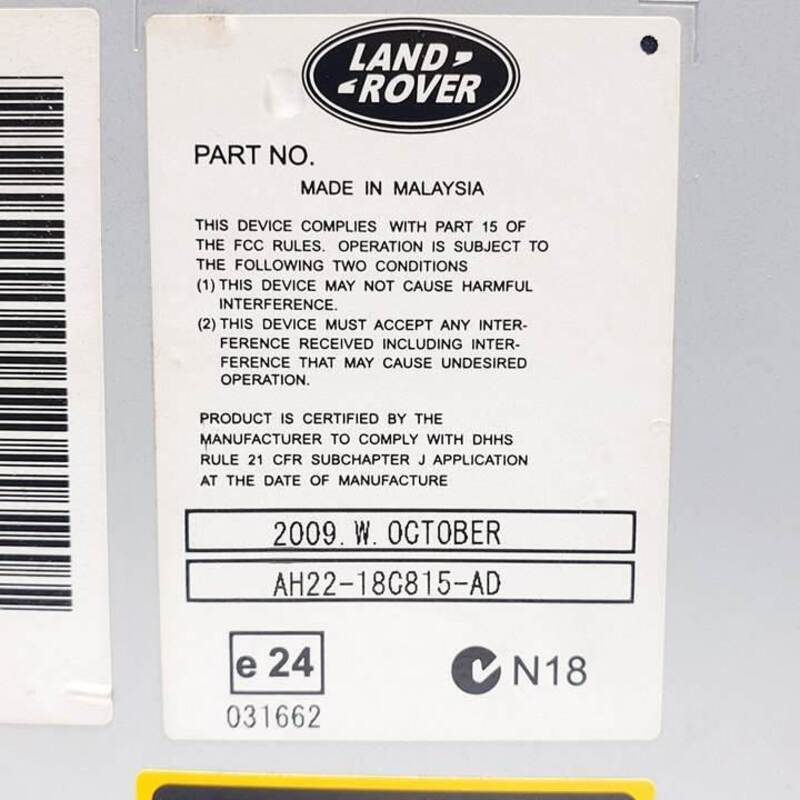 LAND
ROVER
PART NO.
MADE IN MALAYSIA
THIS DEVICE COMPLIES WITH PART 15 OF
THE FCC RULES. OPERATION IS SUBJECT TO
THE FOLLOWING TWO CONDITIONS
(1) THIS DEVICE MAY NOT CAUSE HARMFUL
INTERFERENCE.
(2) THIS DEVICE MUST ACCEPT ANY INTER-
FERENCE RECEIVED INCLUDING INTER-
FERENCE THAT MAY CAUSE UNDESIRED
OPERATION.
PRODUCT IS CERTIFIED BY THE
MANUFACTURER TO COMPLY WITH DHHS
RULE 21 CFR SUBCHAPTER J APPLICATION
AT THE DATE OF MANUFACTURE
2009. W. OCTOBER
AH22-18C815-AD
e 24
031662
N18